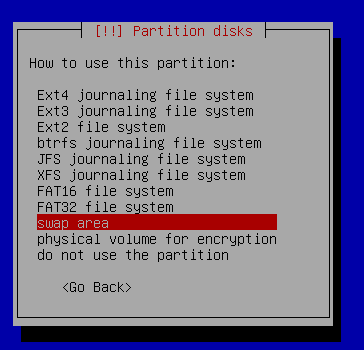 [!!] Partition disks
How to use this partition:
Ext4 journaling file system
Ext3 journaling file system
Ext2 file system
btrfs journaling file system
JFS journaling file system
XFS journaling file system
FAT16 file system
FAT32 file system
swap area
physical volume for encryption
do not use the partition
<Go Back>